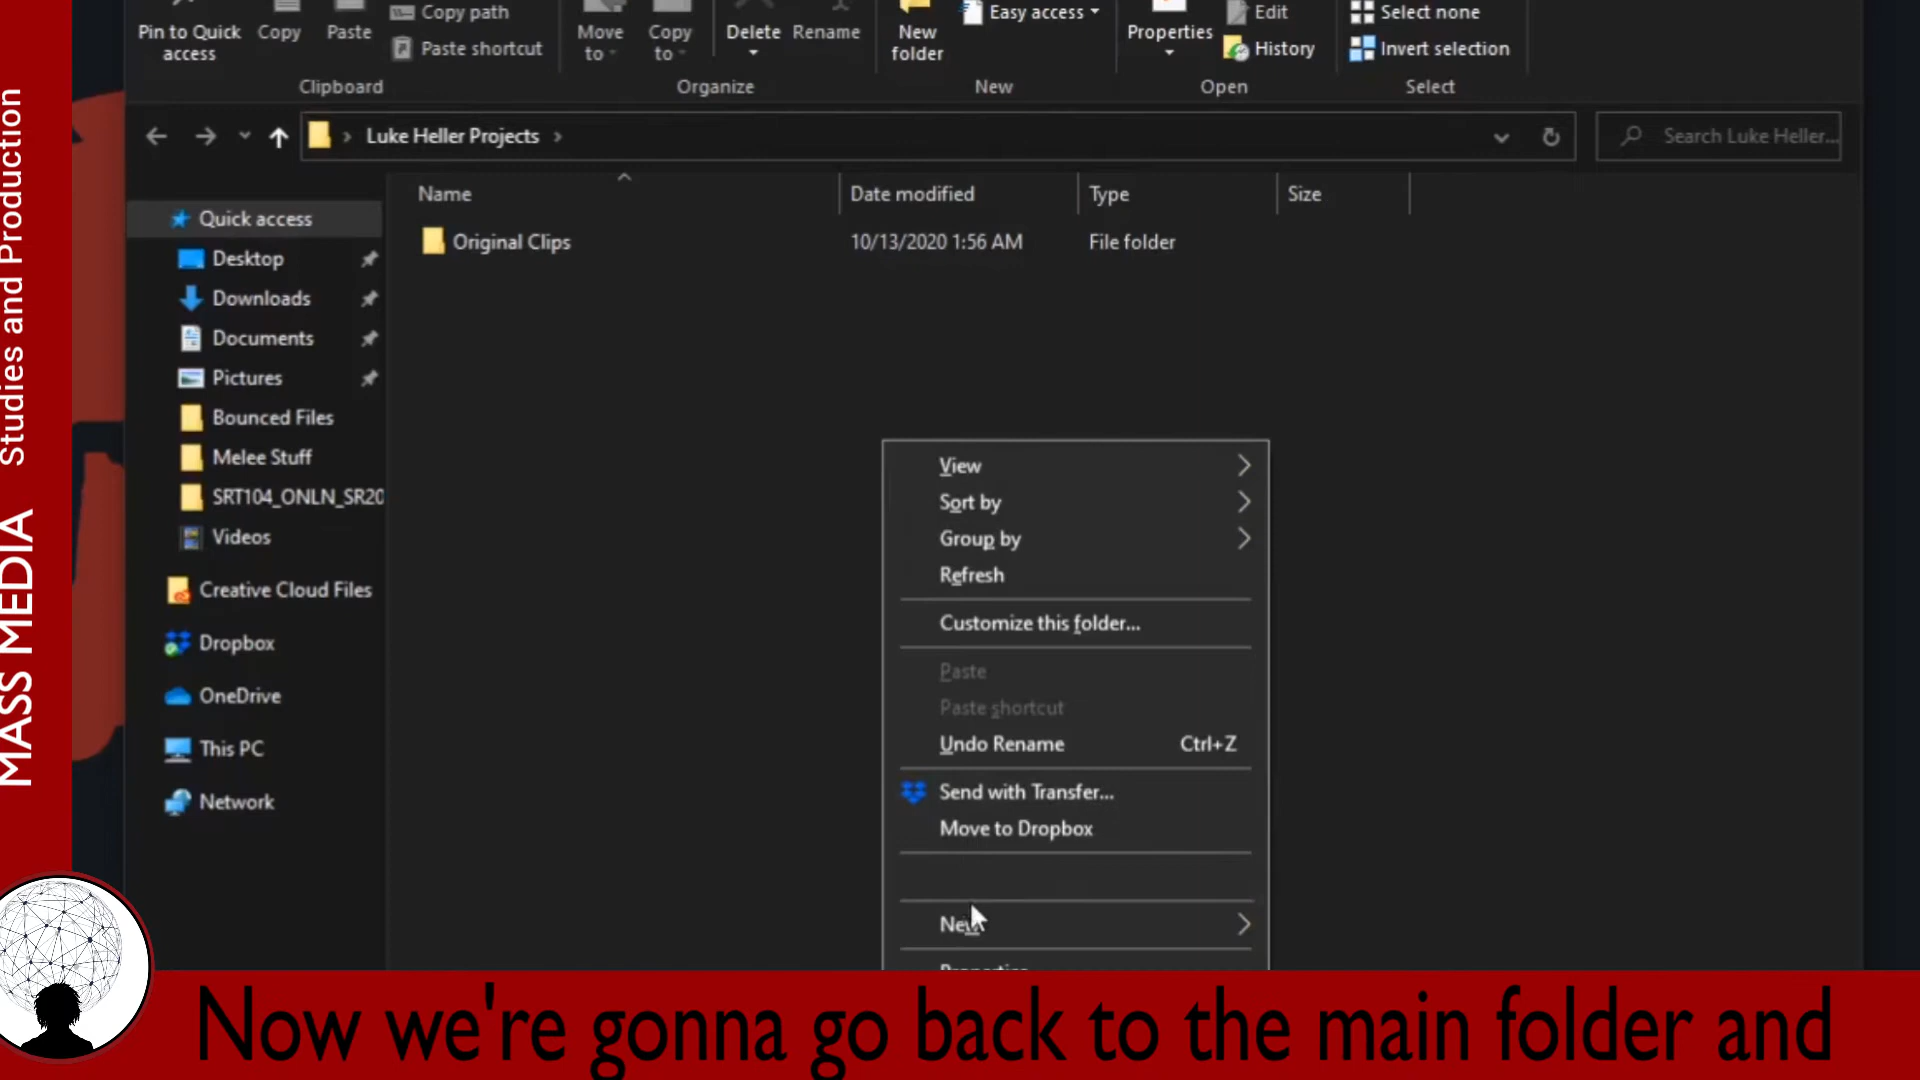 Pin to Quick access
Copy
Paste
Copy path
Paste shortcut
Move to
Copy to
Delete
Rename
New folder
Easy access
Properties
Edit
History
Select none
Invert selection
Clipboard
Organize
New
Open
Select
Luke Heller Projects
Search Luke Heller...
Name
Date modified
Type
Size
Original Clips
10/13/2020 1:56 AM
File folder
Quick access
Desktop
Downloads
Documents
Pictures
Bounced Files
Melee Stuff
SRT104_ONLN_SR20
Videos
Creative Cloud Files
Dropbox
OneDrive
This PC
Network
View
Sort by
Group by
Refresh
Customize this folder...
Paste
Paste shortcut
Undo Rename Ctrl+Z
Send with Transfer...
Move to Dropbox
New
Properties
MASS MEDIA Studies and Production
Now we're gonna go back to the main folder and